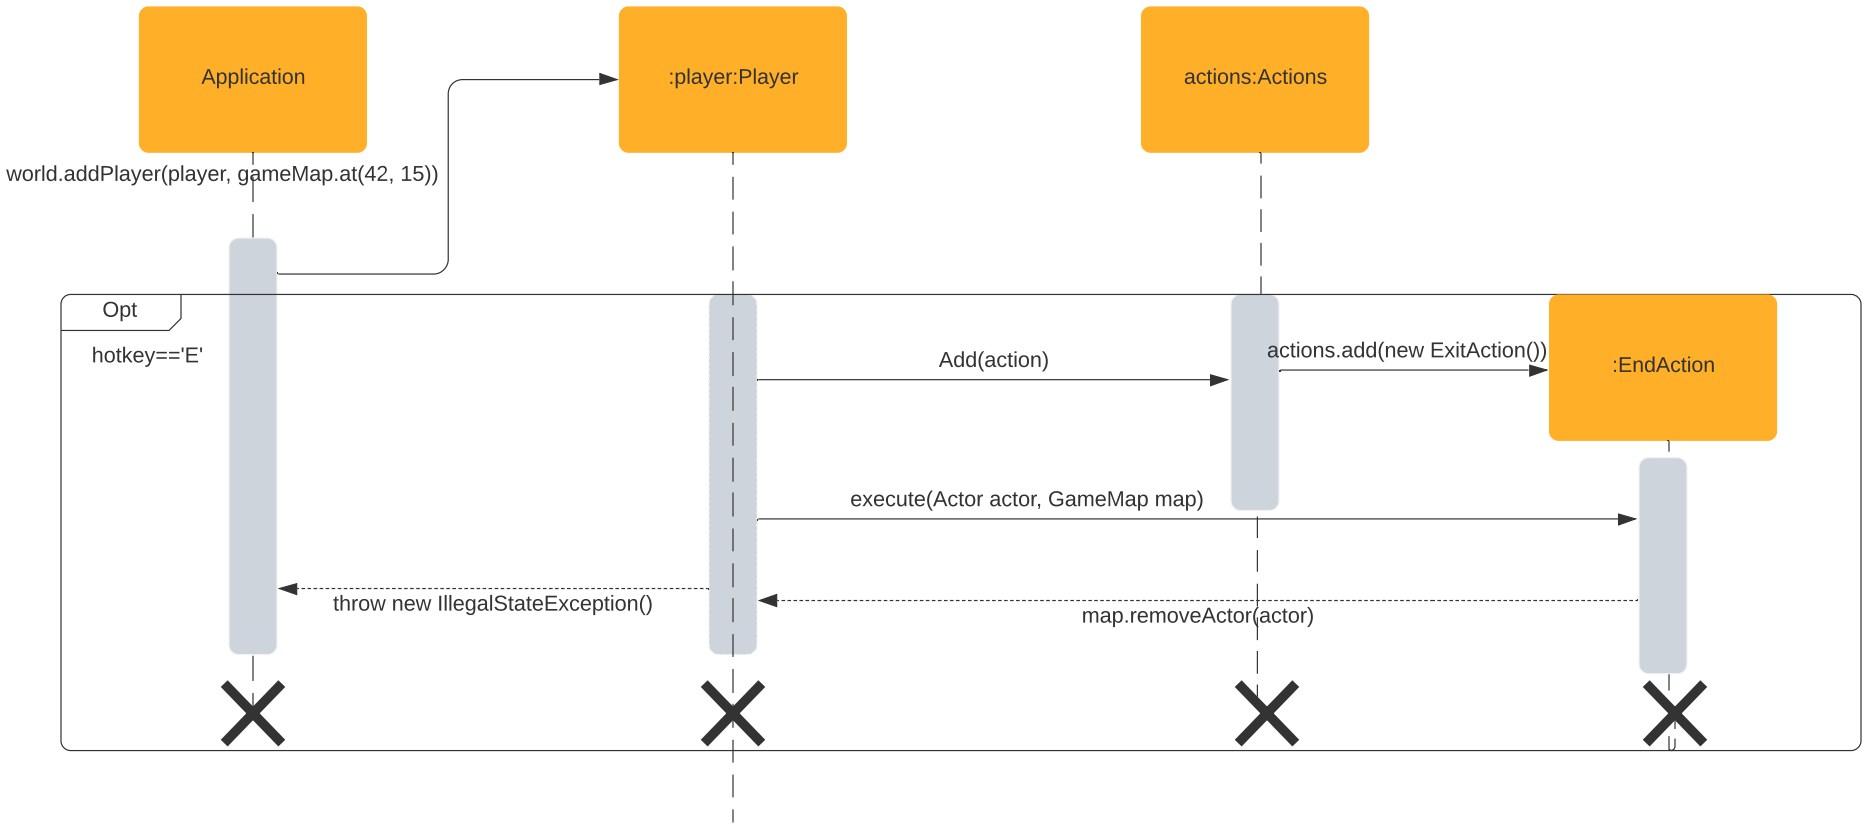 Application
:player:Player
actions:Actions
world.addPlayer(player, gameMap.at(42, 15))
Opt
hotkey=='E'
Add(action)
actions.add(new ExitAction())
:EndAction
execute(Actor actor, GameMap map)
throw new IllegalStateException()
map.removeActor(actor)